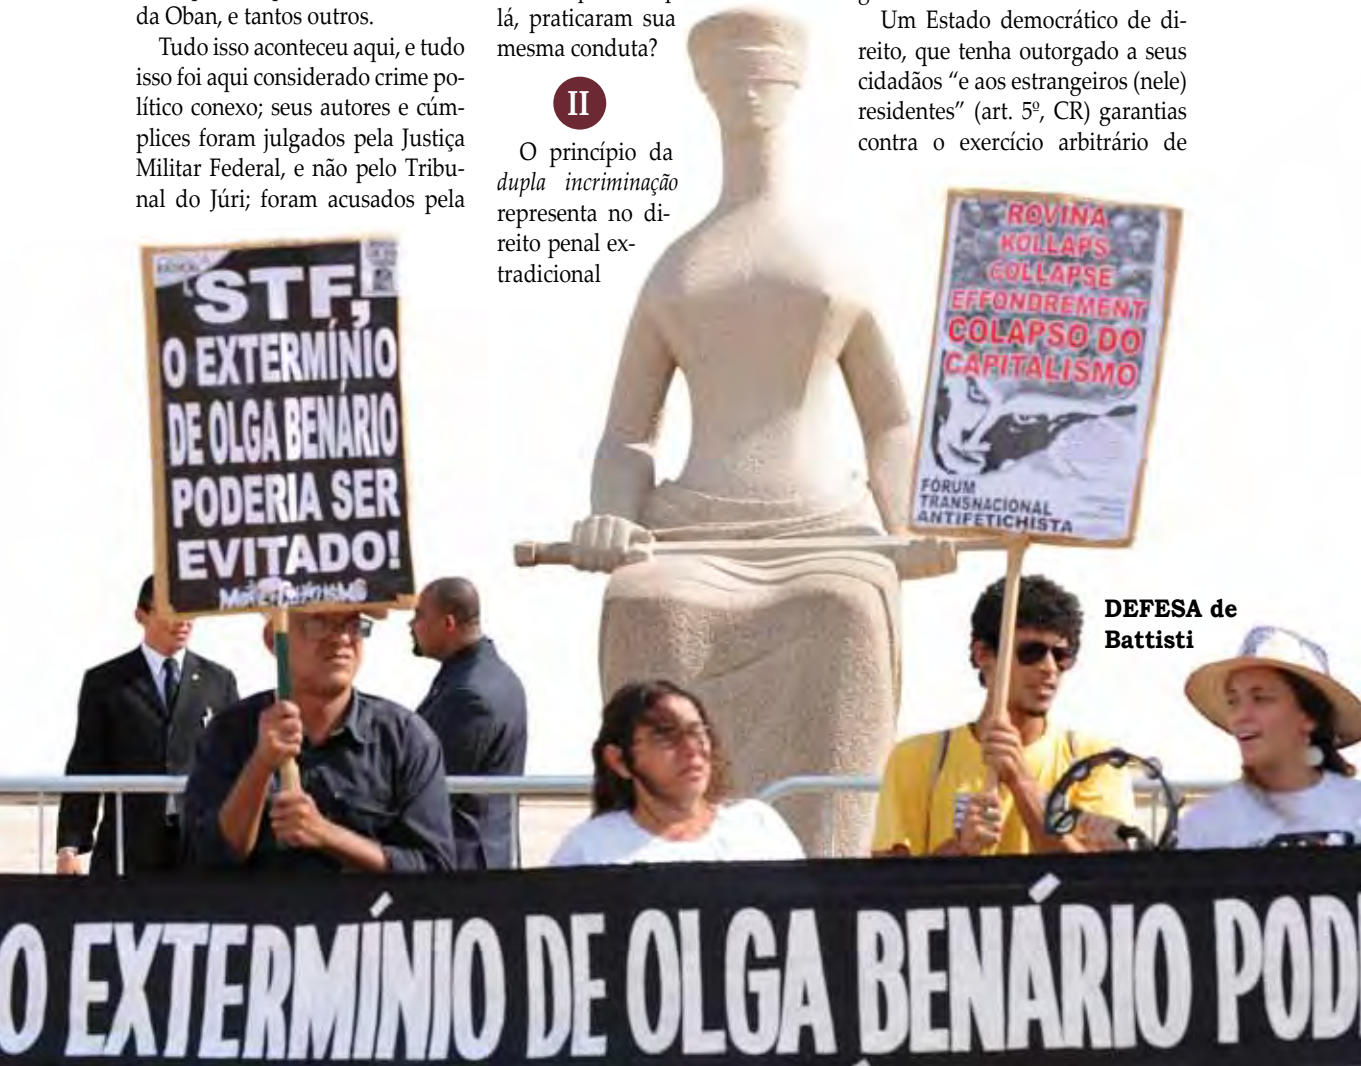 da Oban, e tantos outros.
Tudo isso aconteceu aqui, e tudo
isso foi aqui considerado crime po-
lítico conexo; seus autores e cúm-
plices foram julgados pela Justiça
Militar Federal, e não pelo Tribu-
nal do Júri; foram acusados pela
lá, praticaram sua
mesma conduta?
II
O princípio da
dupla incriminação
representa no di-
reito penal ex-
tradicional
Um Estado democrático de di-
reito, que tenha outorgado a seus
cidadãos “e aos estrangeiros (nele)
residentes” (art. 5º, CR) garantias
contra o exercício arbitrário de
STF,
O EXTERMÍNIO
DE OLGA BENÁRIO
PODERIA SER
EVITADO!
ROVINA
KOLLAPS
COLLAPSE
EFFONDREMENT
COLAPSO DO
CAPITALISMO
FÓRUM
TRANSNACIONAL
ANTIFETICHISTA
DEFESA de
Battisti
O EXTERMÍNIO DE OLGA BENÁRIO POD